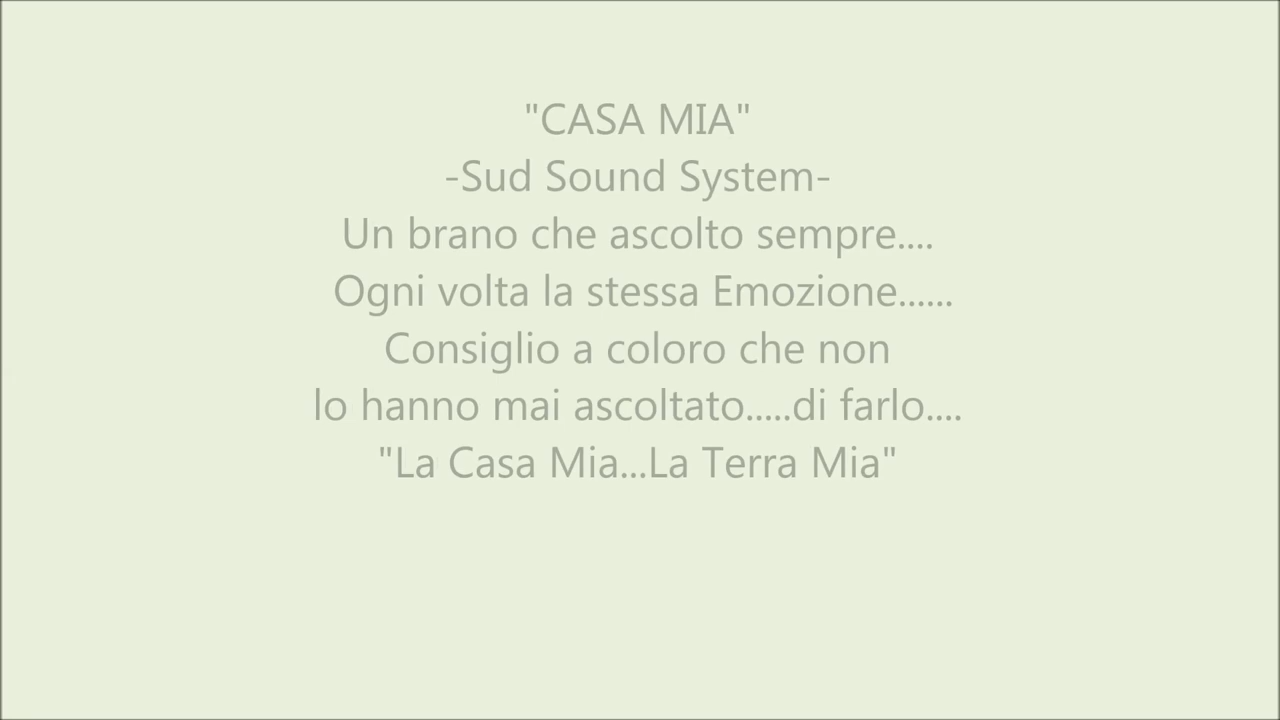 "CASA MIA"
-Sud Sound System-
Un brano che ascolto sempre....
Ogni volta la stessa Emozione......
Consiglio a coloro che non
lo hanno mai ascoltato.....di farlo....
"La Casa Mia...La Terra Mia"